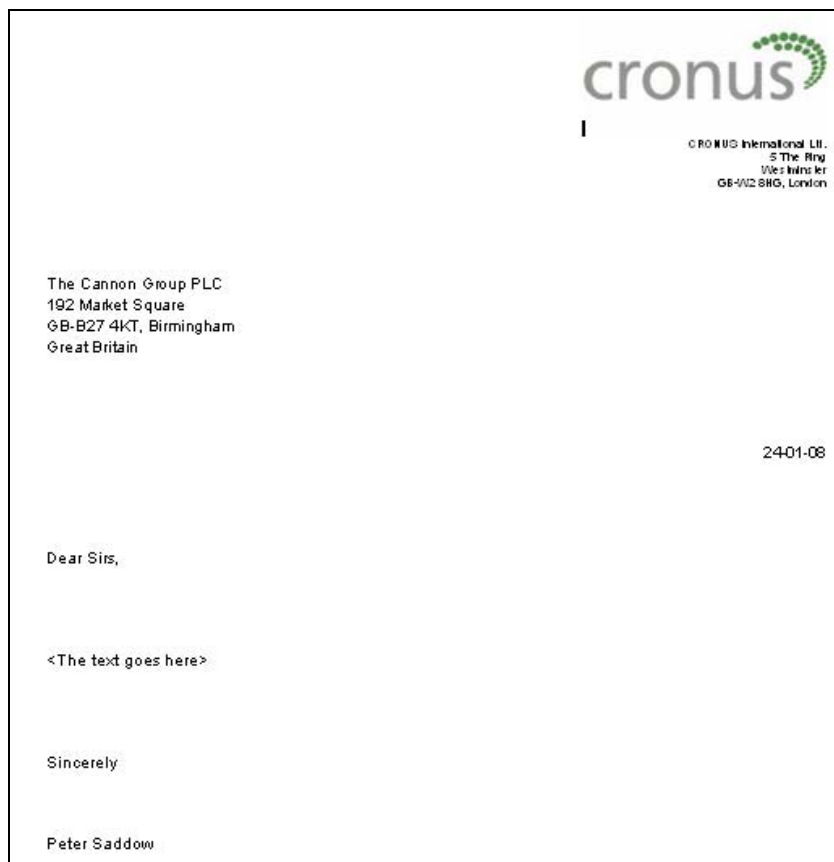 cronus
CRONUS International Ltd.
5 The Ring
Westminster
GB-W2 8HG, London
The Cannon Group PLC
192 Market Square
GB-B27 4KT, Birmingham
Great Britain
24-01-08
Dear Sirs,
<The text goes here>
Sincerely
Peter Saddow